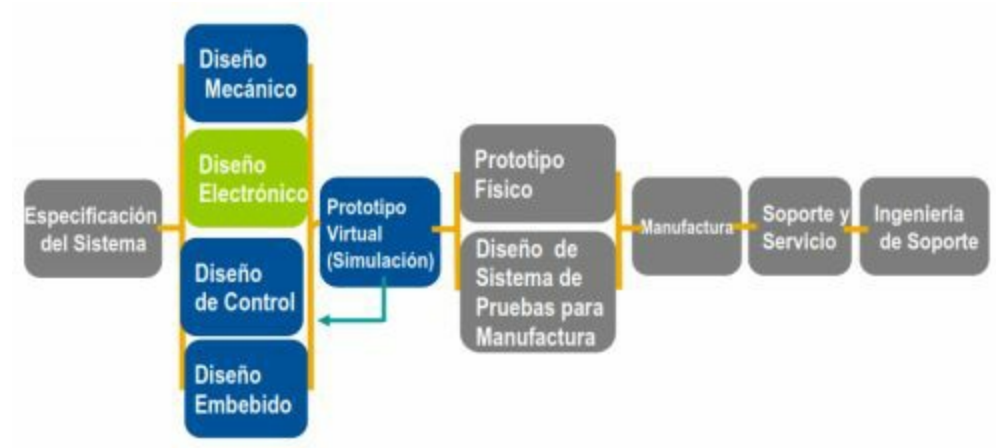 Especificación
del Sistema
Diseño
Mecánico
Diseño
Electrónico
Diseño
de Control
Diseño
Embebido
Prototipo
Virtual
(Simulación)
Prototipo
Físico
Diseño de
Sistema de
Pruebas para
Manufactura
Manufactura
Soporte y
Servicio
Ingeniería
de Soporte